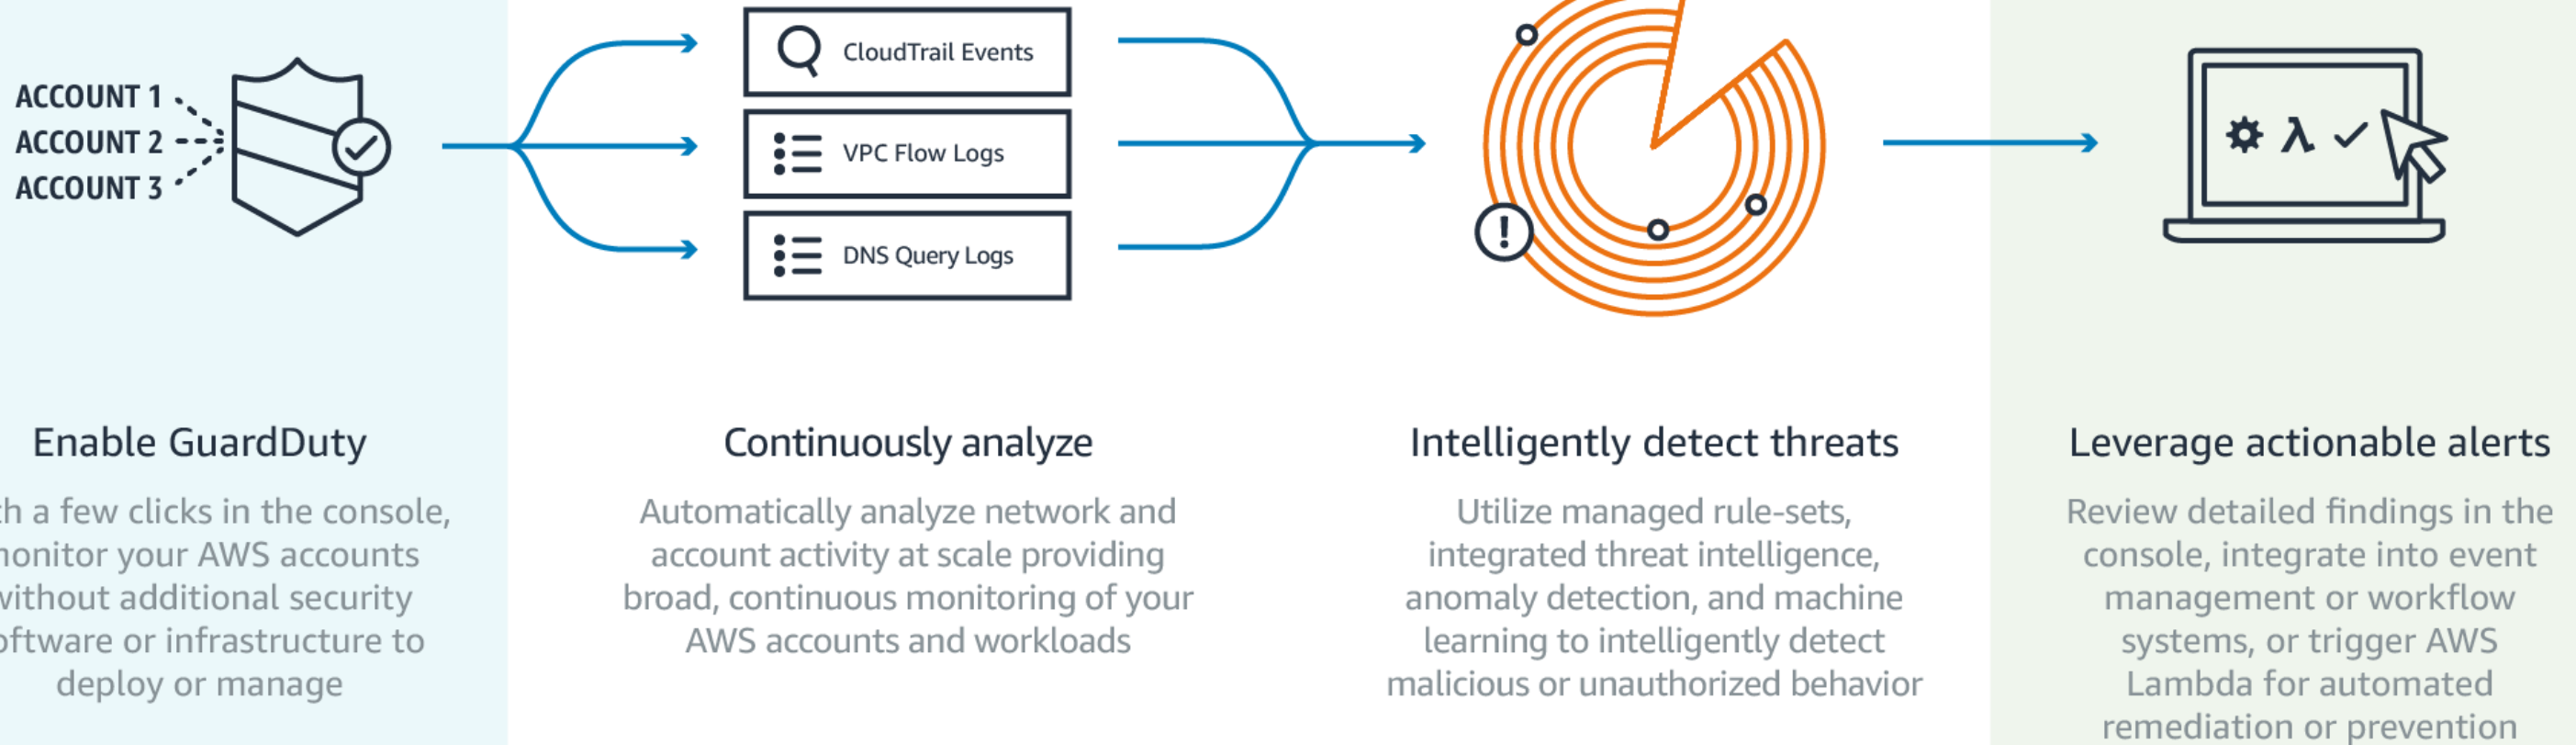 ACCOUNT 1
ACCOUNT 2
ACCOUNT 3
CloudTrail Events
VPC Flow Logs
DNS Query Logs
!
λ
Enable GuardDuty
a few clicks in the console,
your AWS accounts
additional security
or infrastructure to
deploy or manage
Continuously analyze
Automatically analyze network and
account activity at scale providing
broad, continuous monitoring of your
AWS accounts and workloads
Intelligently detect threats
Utilize managed rule-sets,
integrated threat intelligence,
anomaly detection, and machine
learning to intelligently detect
malicious or unauthorized behavior
Leverage actionable alerts
Review detailed findings in the
console, integrate into event
management or workflow
systems, or trigger AWS
Lambda for automated
remediation or prevention